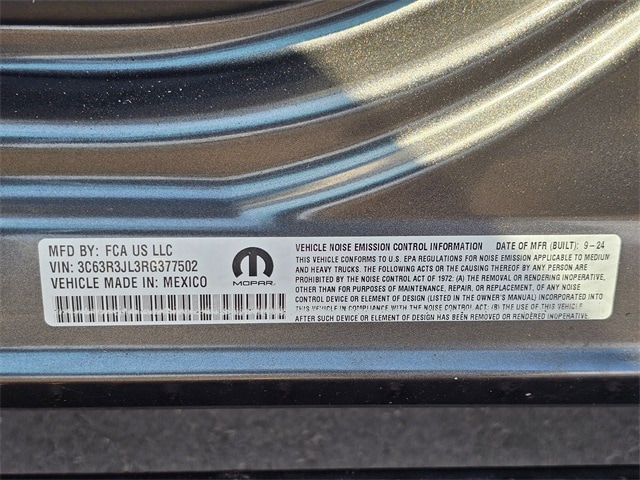 MFD BY: FCA US LLC
VIN: 3C63R3JL3RG377502
VEHICLE MADE IN: MEXICO
MOPAR.
VEHICLE NOISE EMISSION CONTROL INFORMATION DATE OF MFR (BUILT): 9-24
THIS VEHICLE CONFORMS TO U.S. EPA REGULATIONS FOR NOISE EMISSION APPLICABLE TO MEDIUM
AND HEAVY TRUCKS. THE FOLLOWING ACTS OR THE CAUSING THEREOF BY ANY PERSON ARE
PROHIBITED BY THE NOISE CONTROL ACT OF 1972: (A) THE REMOVAL OR RENDERING INOPERATIVE,
OTHER THAN FOR PURPOSES OF MAINTENANCE, REPAIR, OR REPLACEMENT, OF ANY NOISE
CONTROL DEVICE OR ELEMENT OF DESIGN (LISTED IN THE OWNER'S MANUAL) INCORPORATED INTO
THIS VEHICLE IN COMPLIANCE WITH THE NOISE CONTROL ACT, (B) THE USE OF THIS VEHICLE
AFTER SUCH DEVICE OR ELEMENT OF DESIGN HAS BEEN REMOVED OR RENDERED INOPERATIVE.